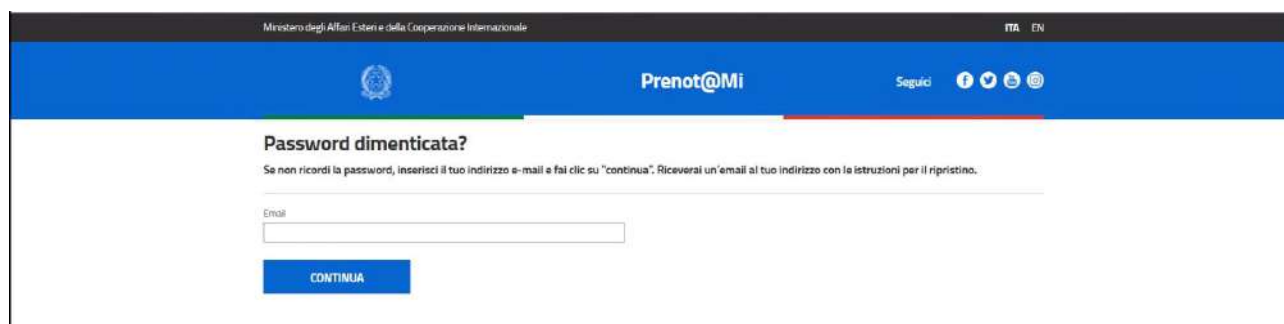 Ministero degli Affari Esteri e della Cooperazione Internazionale
ITA EN
Prenot@Mi
Seguici
Password dimenticata?
Se non ricordi la password, inserisci il tuo indirizzo e-mail e fai clic su "continua". Riceverai un'email al tuo indirizzo con le istruzioni per il ripristino.
Email
CONTINUA